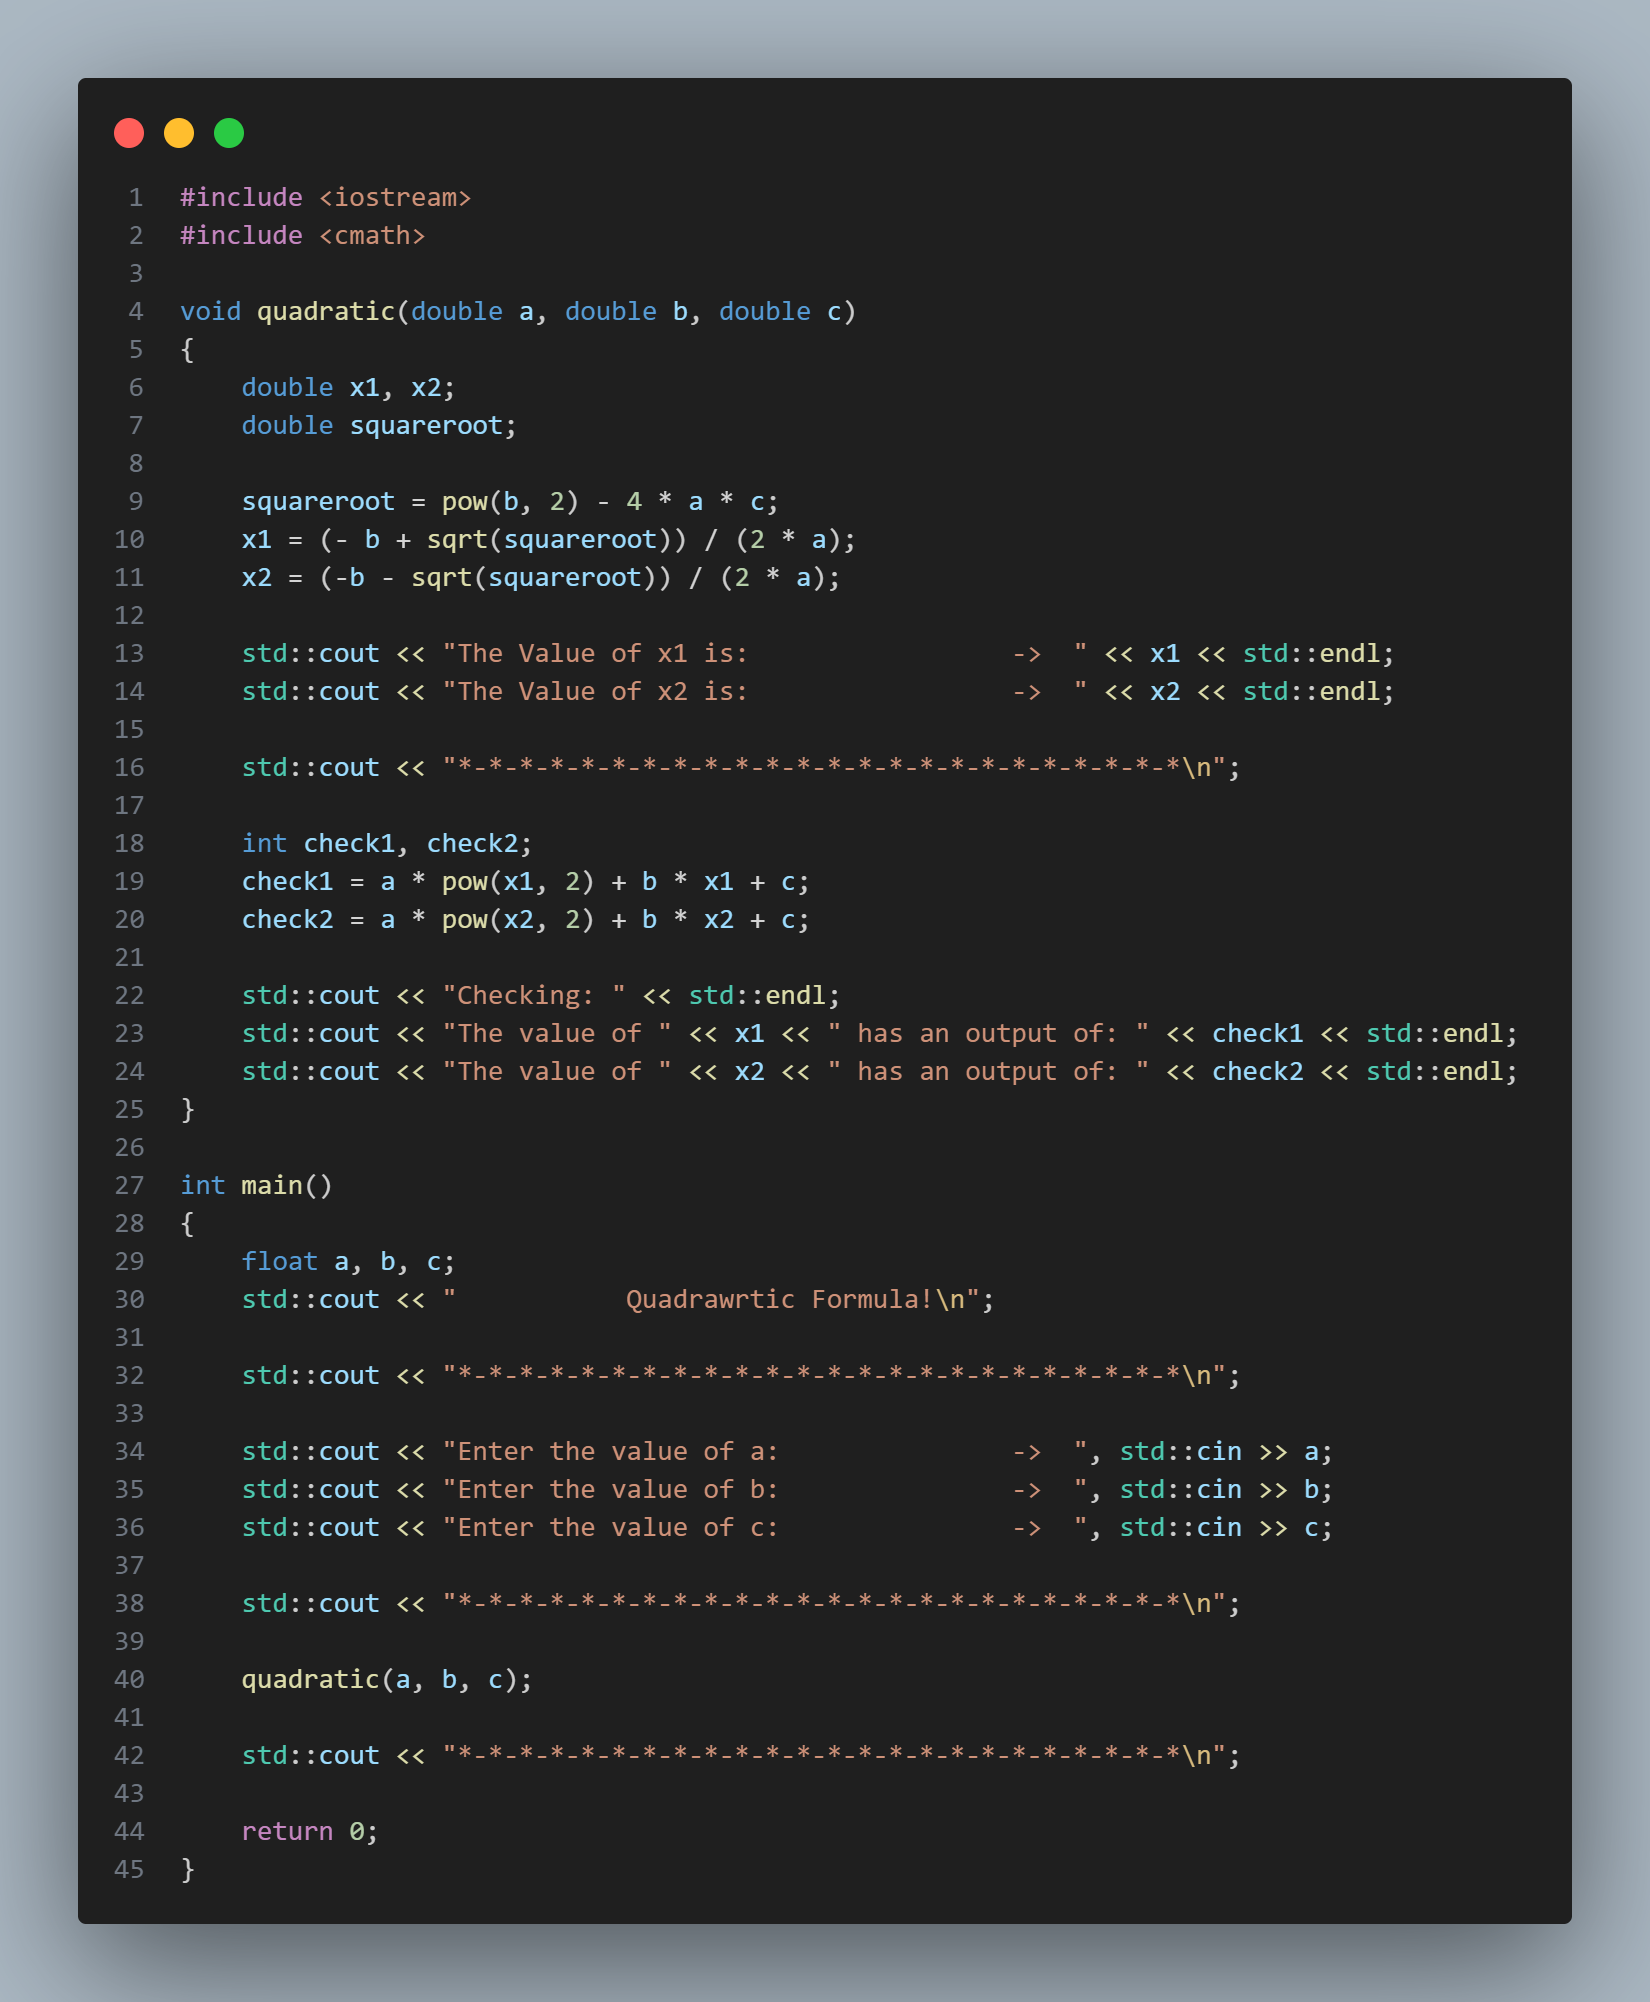 1 #include <iostream>
2 #include <cmath>
3
4 void quadratic(double a, double b, double c)
5 {
6     double x1, x2;
7     double squareroot;
8
9     squareroot = pow(b, 2) - 4 * a * c;
10     x1 = (- b + sqrt(squareroot)) / (2 * a);
11     x2 = (-b - sqrt(squareroot)) / (2 * a);
12
13     std::cout << "The Value of x1 is:                 ->  " << x1 << std::endl;
14     std::cout << "The Value of x2 is:                 ->  " << x2 << std::endl;
15
16     std::cout << "*-*-*-*-*-*-*-*-*-*-*-*-*-*-*-*-*-*-*-*-*-*-*-*\n";
17
18     int check1, check2;
19     check1 = a * pow(x1, 2) + b * x1 + c;
20     check2 = a * pow(x2, 2) + b * x2 + c;
21
22     std::cout << "Checking: " << std::endl;
23     std::cout << "The value of " << x1 << " has an output of: " << check1 << std::endl;
24     std::cout << "The value of " << x2 << " has an output of: " << check2 << std::endl;
25 }
26
27 int main()
28 {
29     float a, b, c;
30     std::cout << "           Quadrawrtic Formula!\n";
31
32     std::cout << "*-*-*-*-*-*-*-*-*-*-*-*-*-*-*-*-*-*-*-*-*-*-*-*\n";
33
34     std::cout << "Enter the value of a:               ->  ", std::cin >> a;
35     std::cout << "Enter the value of b:               ->  ", std::cin >> b;
36     std::cout << "Enter the value of c:               ->  ", std::cin >> c;
37
38     std::cout << "*-*-*-*-*-*-*-*-*-*-*-*-*-*-*-*-*-*-*-*-*-*-*-*\n";
39
40     quadratic(a, b, c);
41
42     std::cout << "*-*-*-*-*-*-*-*-*-*-*-*-*-*-*-*-*-*-*-*-*-*-*-*\n";
43
44     return 0;
45 }